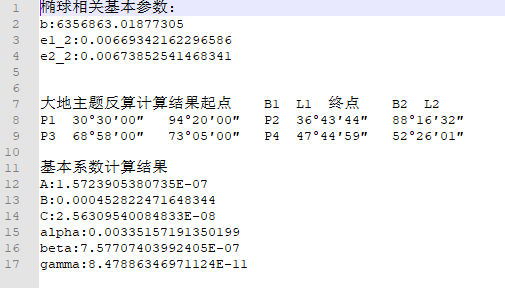 1 椭球相关基本参数:
2 b:6356863.01877305
3 e1_2:0.00669342162296586
4 e2_2:0.00673852541468341
5
6
7 大地主题反算计算结果起点 B1 L1 终点 B2 L2
8 P1 30°30′00″ 94°20′00″ P2 36°43′44″ 88°16′32″
9 P3 68°58′00″ 73°05′00″ P4 47°44′59″ 52°26′01″
10
11 基本系数计算结果
12 A:1.5723905380735E-07
13 B:0.000452822471648344
14 C:2.56309540084833E-08
15 alpha:0.00335157191350199
16 beta:7.57707403992405E-07
17 gamma:8.47886346971124E-11